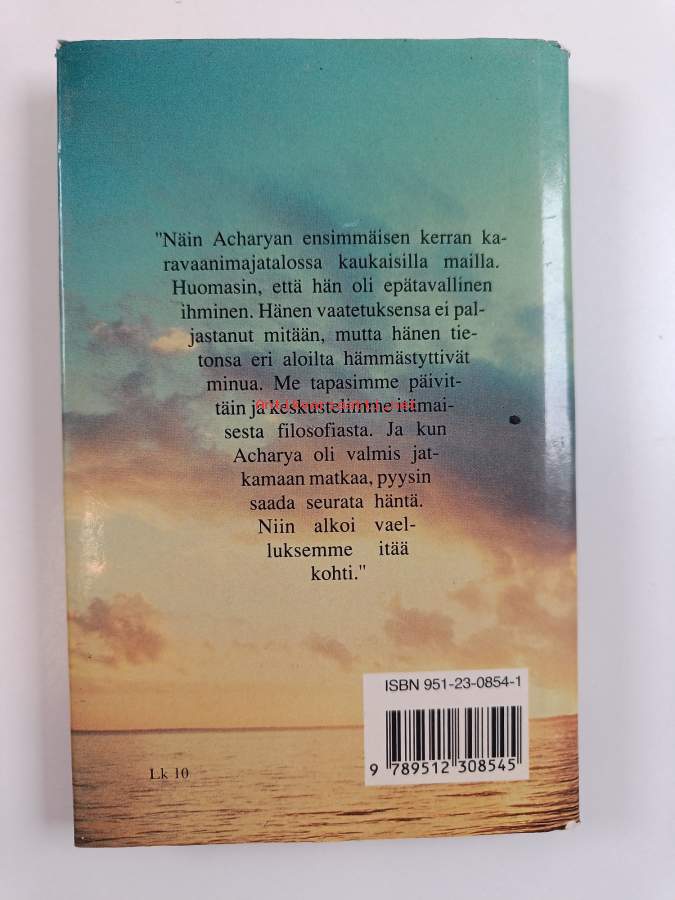 "Näin Acharyan ensimmäisen kerran ka-
ravaanimajatalossa kaukaisilla mailla.
Huomasin, että hän oli epätavallinen
ihminen. Hänen vaatetuksensa ei pal-
jastanut mitään, mutta hänen tie-
tonsa eri aloilta hämmästyttivät
minua. Me tapasimme päivit-
täin ja keskustelimme itämai-
sesta filosofiasta. Ja kun
Acharya oli valmis jat-
kamaan matkaa, pyysin
saada seurata häntä.
Niin alkoi vael-
luksemme itää
kohti."
ISBN 951-23-0854-1
9 789512 308545
Lk 10